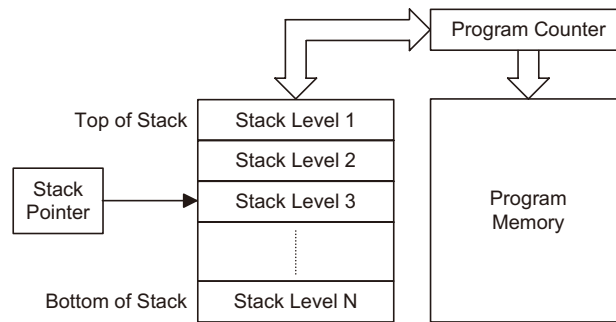 Program Counter
Top of Stack
Stack Level 1
Stack Level 2
Stack
Pointer
Stack Level 3
Program
Memory
Bottom of Stack
Stack Level N